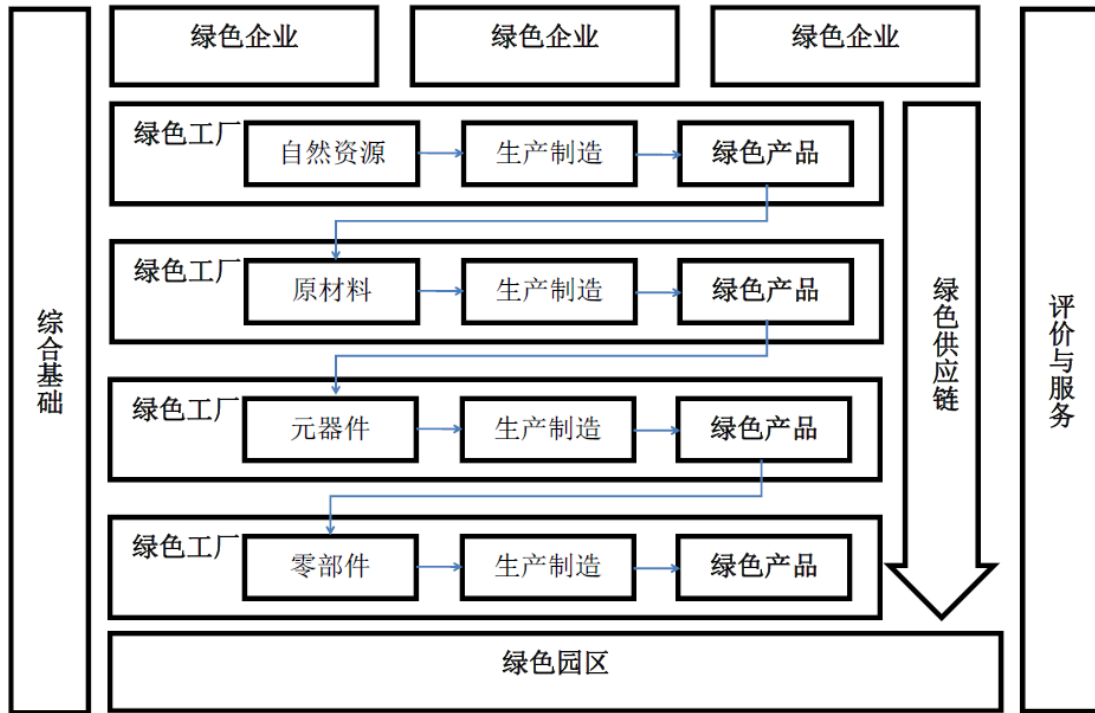 绿色企业
绿色企业
绿色企业
绿色工厂
自然资源
生产制造
绿色产品
绿色工厂
原材料
生产制造
绿色产品
绿色工厂
元器件
生产制造
绿色产品
绿色工厂
零部件
生产制造
绿色产品
绿色园区
综合基础
绿色供应链
评价与服务